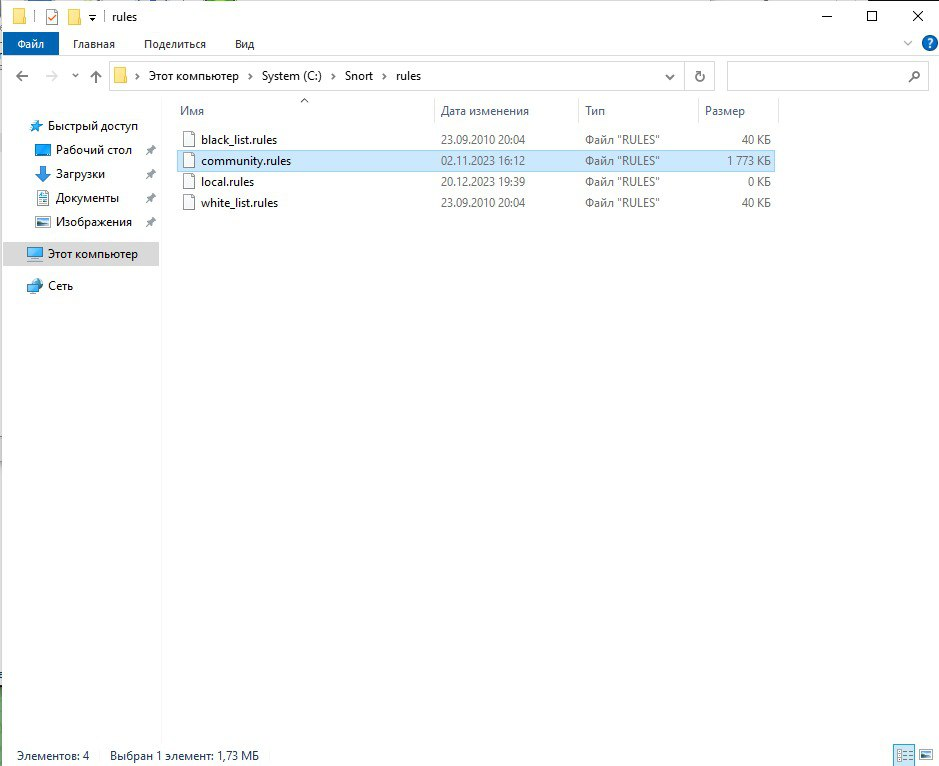 rules
Файл Главная Поделиться Вид
Этот компьютер System (C:) Snort rules
Имя Дата изменения Тип Размер
Быстрый доступ
Рабочий стол
Загрузки
Документы
Изображения
Этот компьютер
Сеть
black_list.rules 23.09.2010 20:04 Файл "RULES" 40 КБ
community.rules 02.11.2023 16:12 Файл "RULES" 1 773 КБ
local.rules 20.12.2023 19:39 Файл "RULES" 0 КБ
white_list.rules 23.09.2010 20:04 Файл "RULES" 40 КБ
Элементов: 4 Выбран 1 элемент: 1,73 МБ